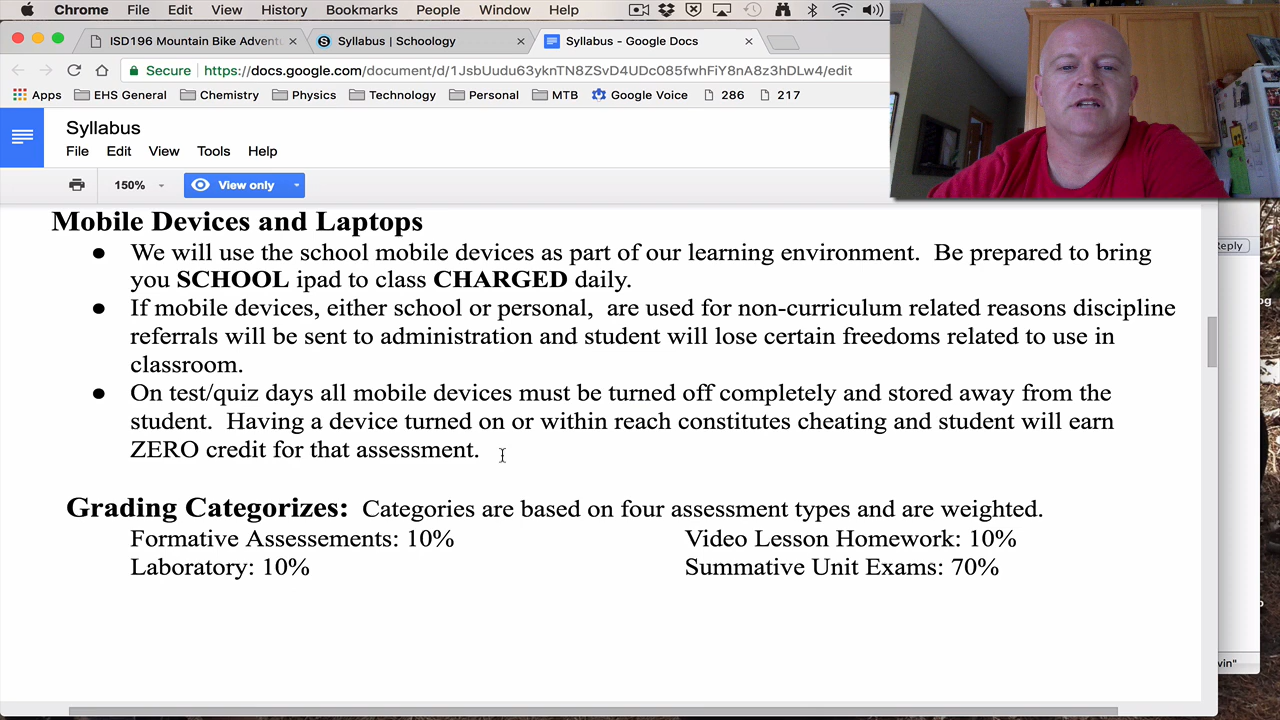 Chrome File Edit View History Bookmarks People Window Help
ISD196 Mountain Bike Advent
Syllabus | Schoology
Syllabus - Google Docs
Secure https://docs.google.com/document/d/1JsbUudu63yknTN8ZSvD4UDc085fwhFiY8nA8z3hDLw4/edit
Apps EHS General Chemistry Physics Tecnology Personal MTB Google Voice 286 217
Syllabus
File Edit View Tools Help
150% View only
Reply
Mobile Devices and Laptops
● We will use the school mobile devices as part of our learning environment. Be prepared to bring
you SCHOOL ipad to class CHARGED daily.
● If mobile devices, either school or personal, are used for non-curriculum related reasons discipline
referrals will be sent to administration and student will lose certain freedoms related to use in
classroom.
● On test/quiz days all mobile devices must be turned off completely and stored away from the
student. Having a device turned on or within reach constitutes cheating and student will earn
ZERO credit for that assessment.
Grading Categorizes: Categories are based on four assessment types and are weighted.
Formative Assessements: 10% Video Lesson Homework: 10%
Laboratory: 10% Summative Unit Exams: 70%
vin"